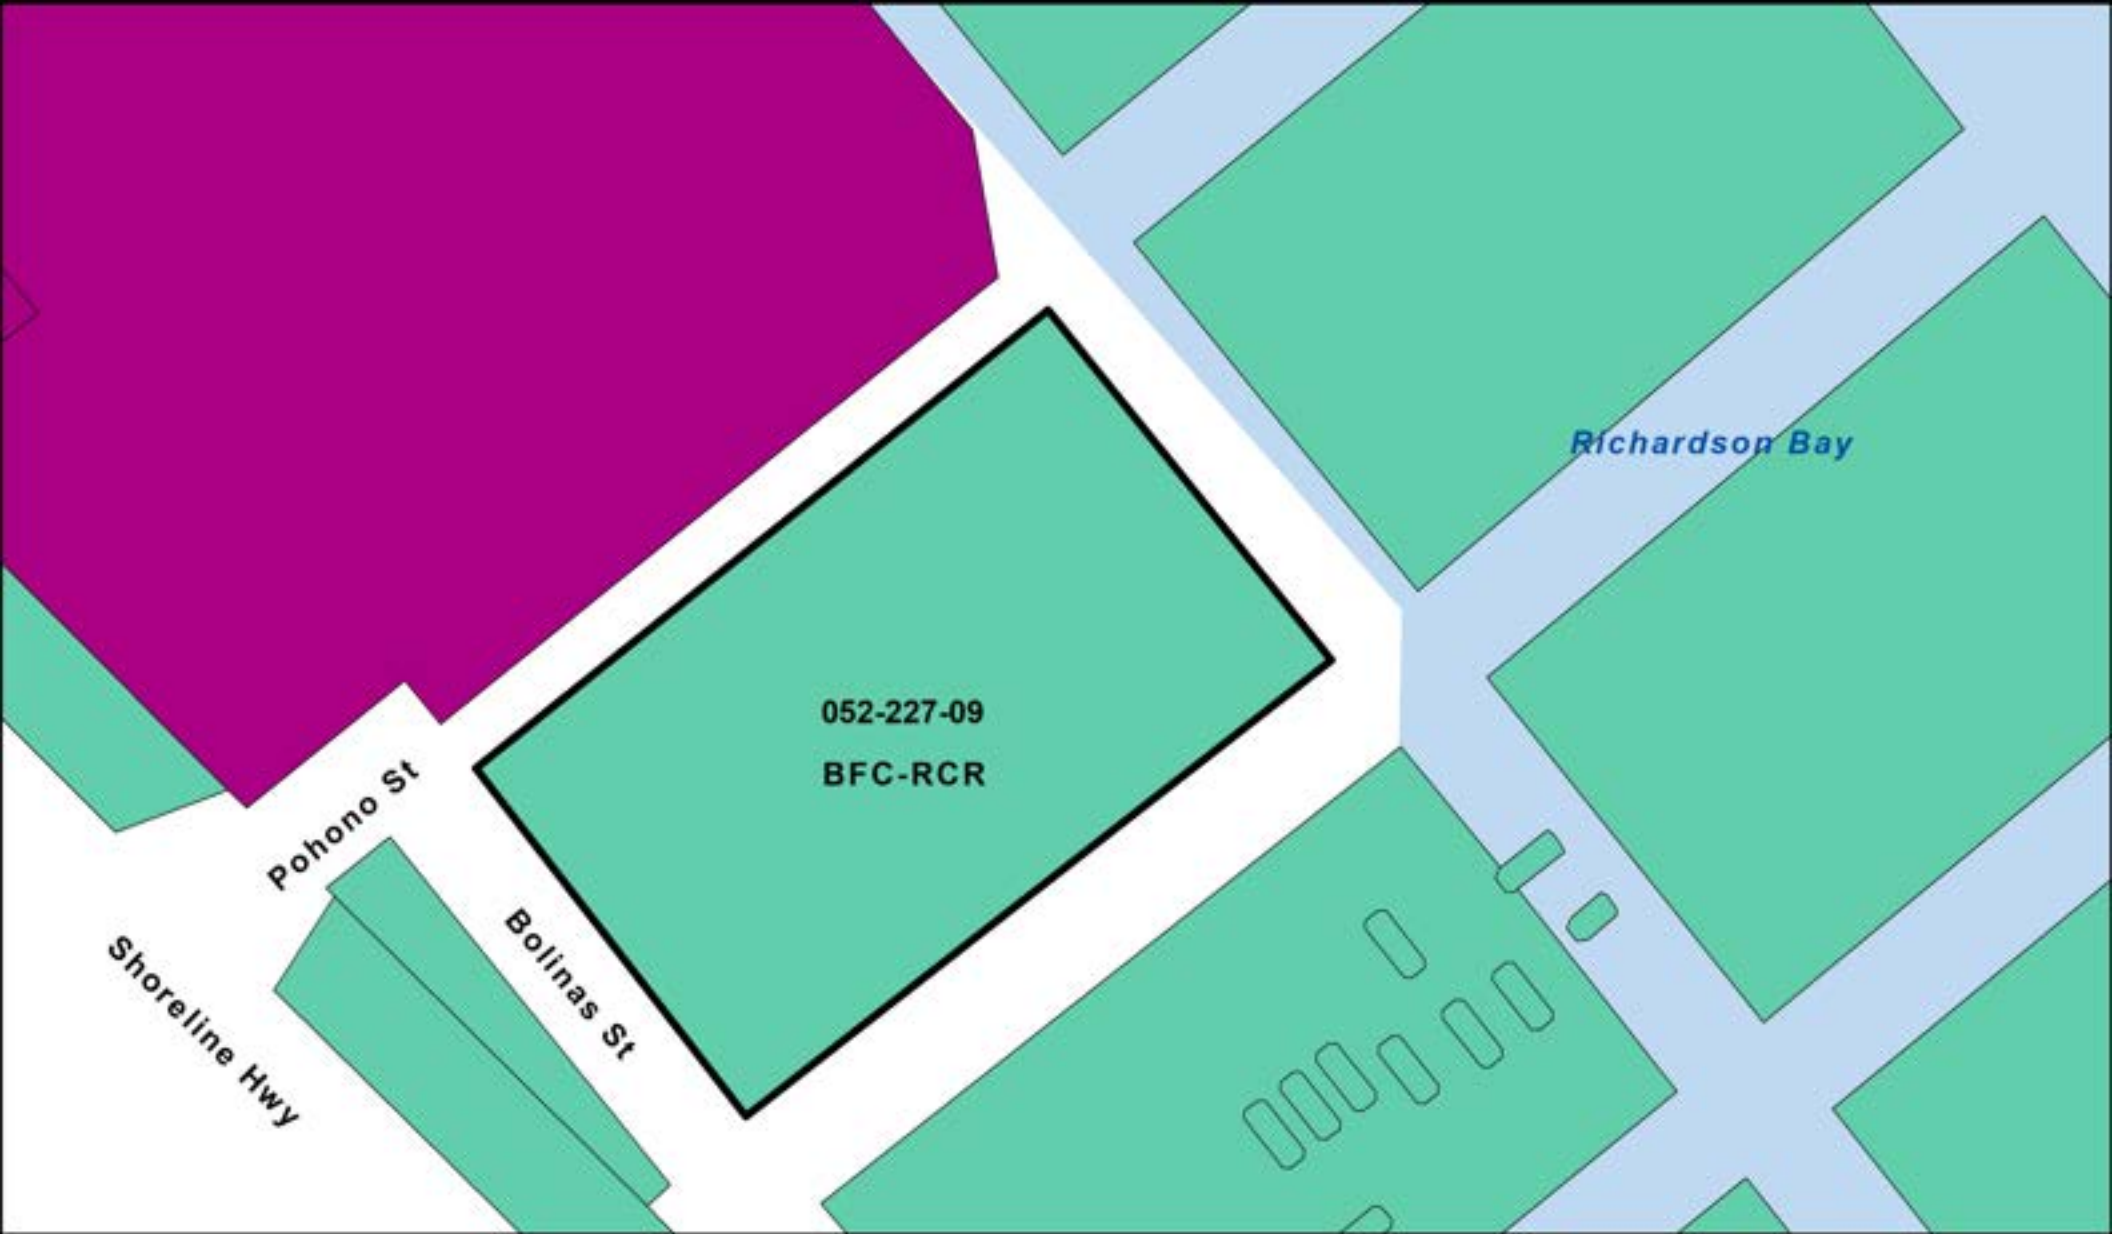 Richardson Bay
052-227-09
BFC-RCR
Pohono St
Bolinas St
Shoreline Hwy